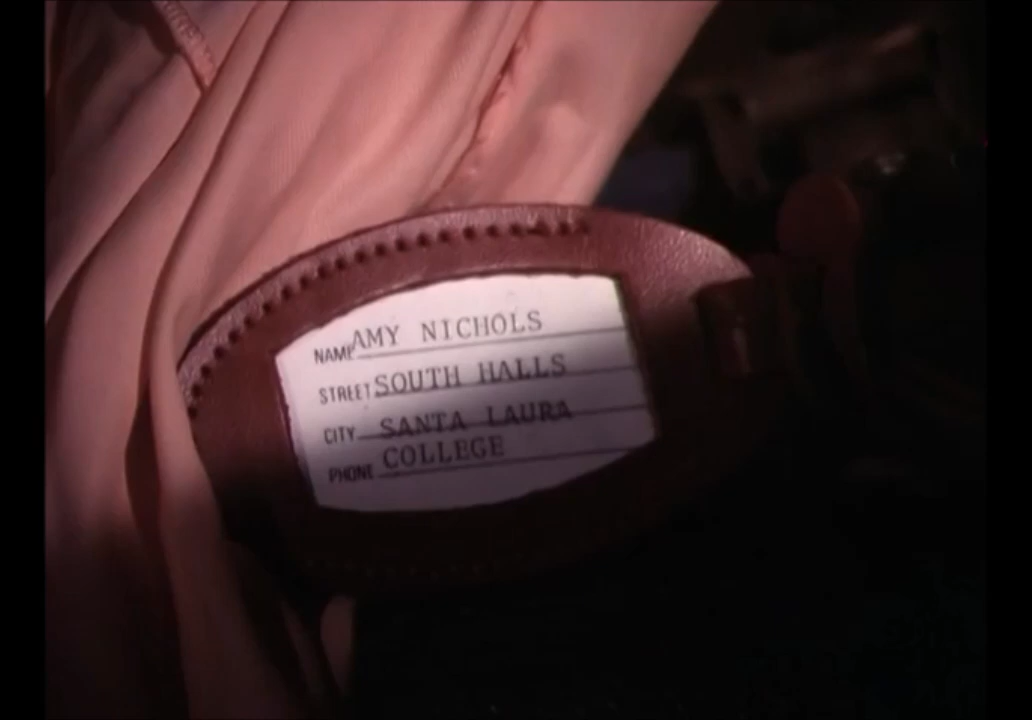 NAME AMY NICHOLS
STREET SOUTH HALLS
CITY SANTA LAURA
PHONE COLLEGE